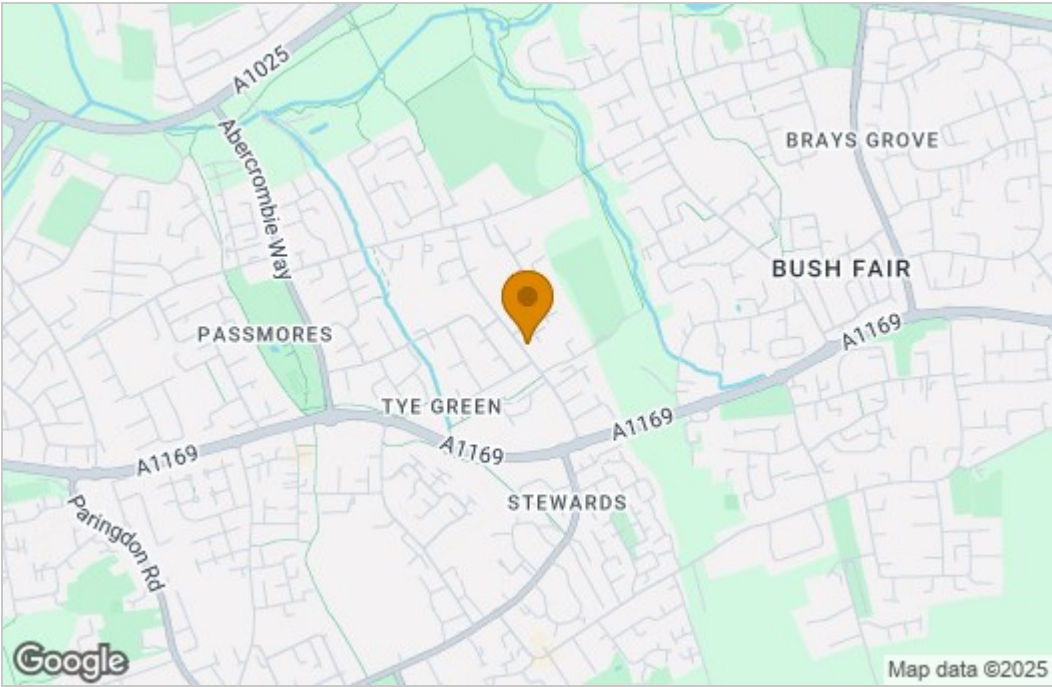 A1025
Abercrombie Way
BRAYS GROVE
BUSH FAIR
PASSMORES
A1169
TYE GREEN
A1169
A1169
A1169
STEWARDS
Paringdon Rd
Google
Map data ©2025